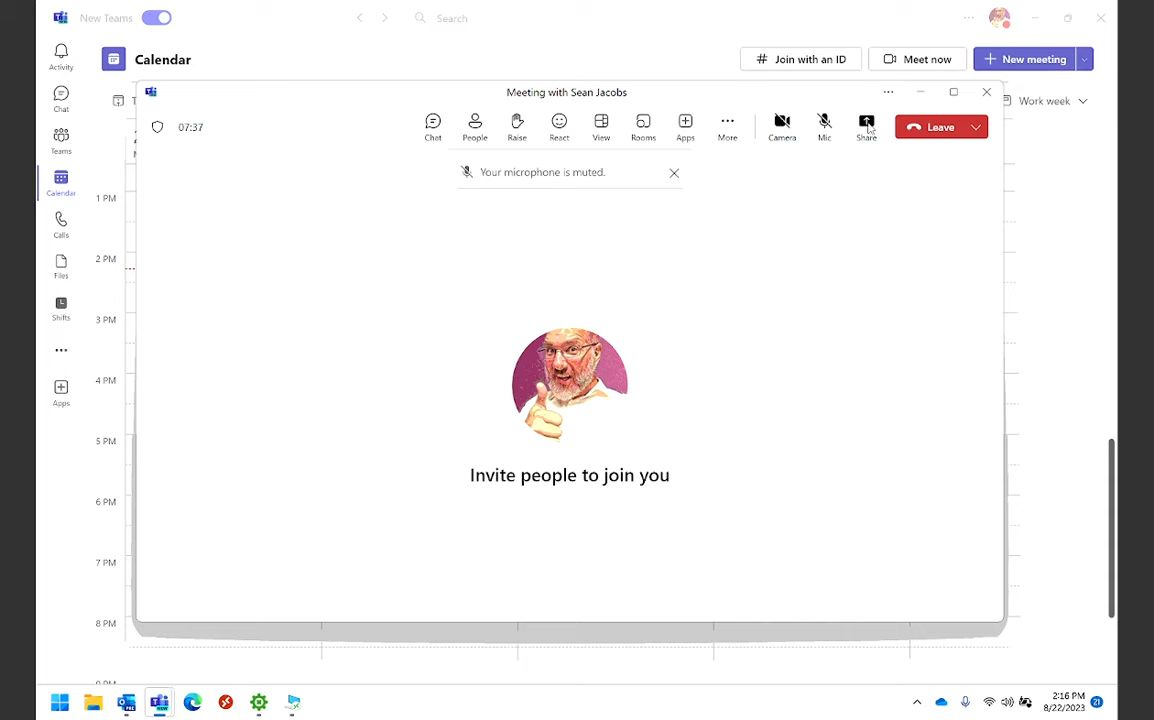 New Teams
Search
Activity
Chat
Teams
Calendar
Calls
Files
Shifts
Apps
Calendar
Join with an ID
Meet now
New meeting
Work week
Meeting with Sean Jacobs
07:37
Chat
People
Raise
React
View
Rooms
Apps
More
Camera
Mic
Share
Leave
Your microphone is muted.
Invite people to join you
1 PM
2 PM
3 PM
4 PM
5 PM
6 PM
7 PM
8 PM
2:16 PM
8/22/2023
21